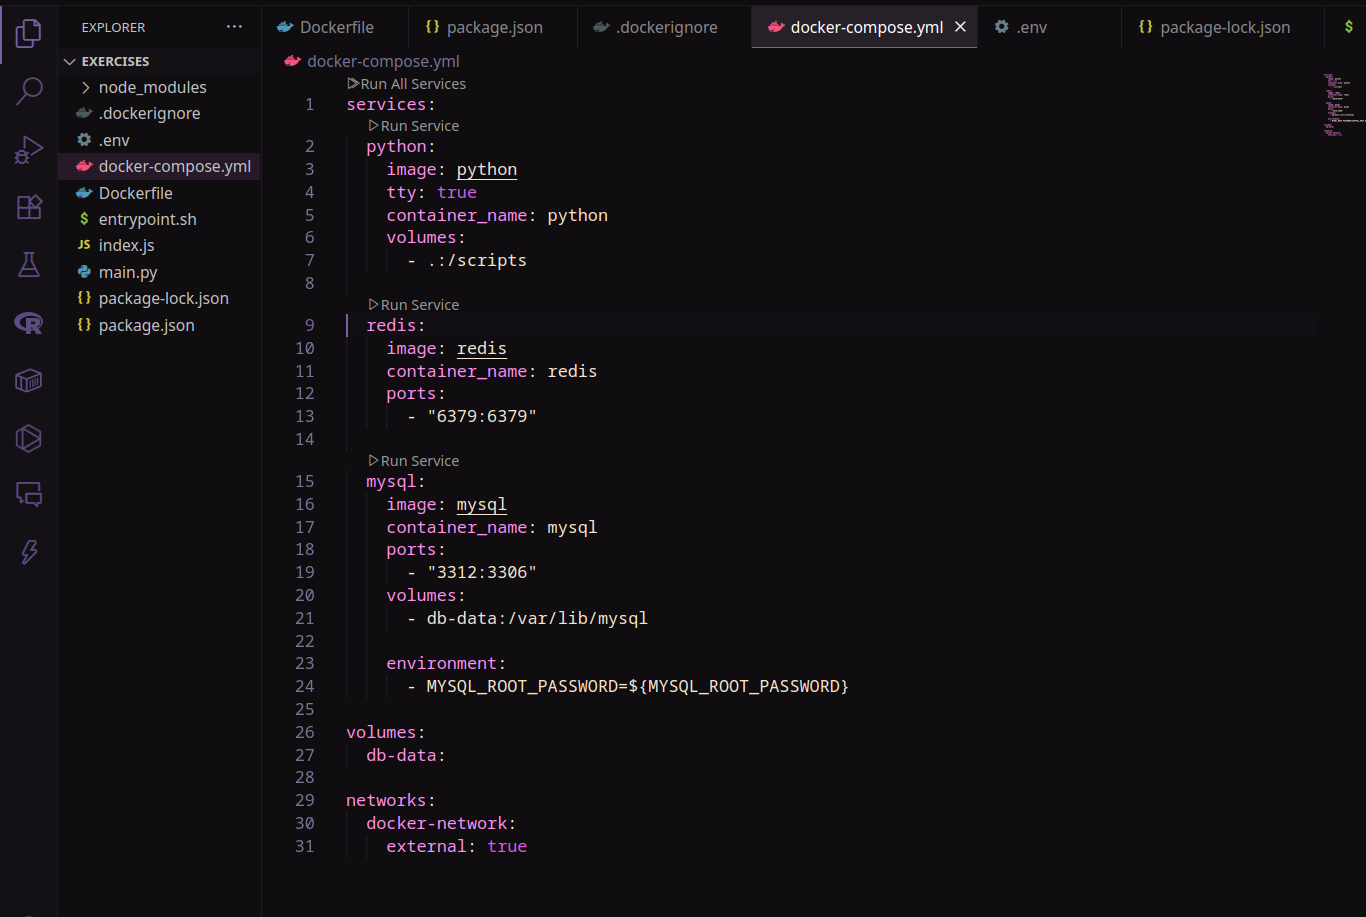 EXPLORER ···
Dockerfile
{} package.json
.dockerignore
docker-compose.yml
.env
{} package-lock.json
$
EXERCISES
node_modules
.dockerignore
.env
docker-compose.yml
Dockerfile
$ entrypoint.sh
JS index.js
main.py
{} package-lock.json
{} package.json
docker-compose.yml
Run All Services
1 services:
Run Service
2 python:
3 image: python
4 tty: true
5 container_name: python
6 volumes:
7 - .:/scripts
8
Run Service
9 redis:
10 image: redis
11 container_name: redis
12 ports:
13 - "6379:6379"
14
Run Service
15 mysql:
16 image: mysql
17 container_name: mysql
18 ports:
19 - "3312:3306"
20 volumes:
21 - db-data:/var/lib/mysql
22
23 environment:
24 - MYSQL_ROOT_PASSWORD=${MYSQL_ROOT_PASSWORD}
25
26 volumes:
27 db-data:
28
29 networks:
30 docker-network:
31 external: true